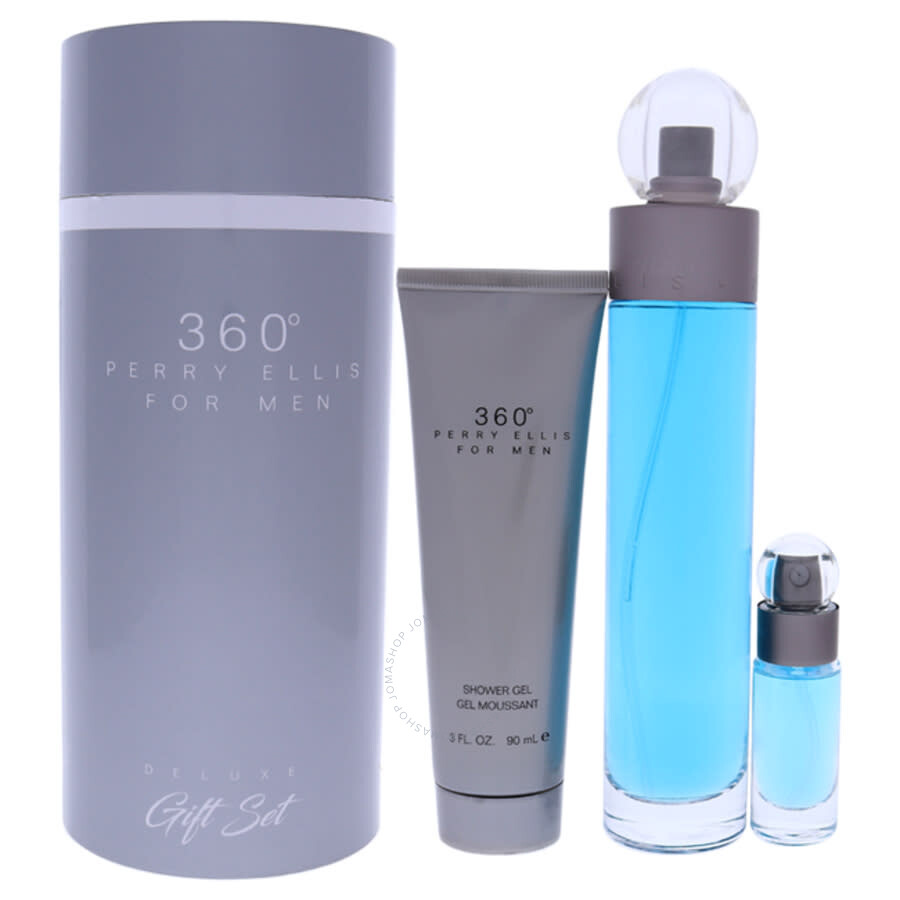 360°
PERRY ELLIS
FOR MEN
DELUXE
Gift Set
360°
PERRY ELLIS
FOR MEN
SHOWER GEL
GEL MOUSSANT
3 FL. OZ. 90 mL ℮
JOMASHOP